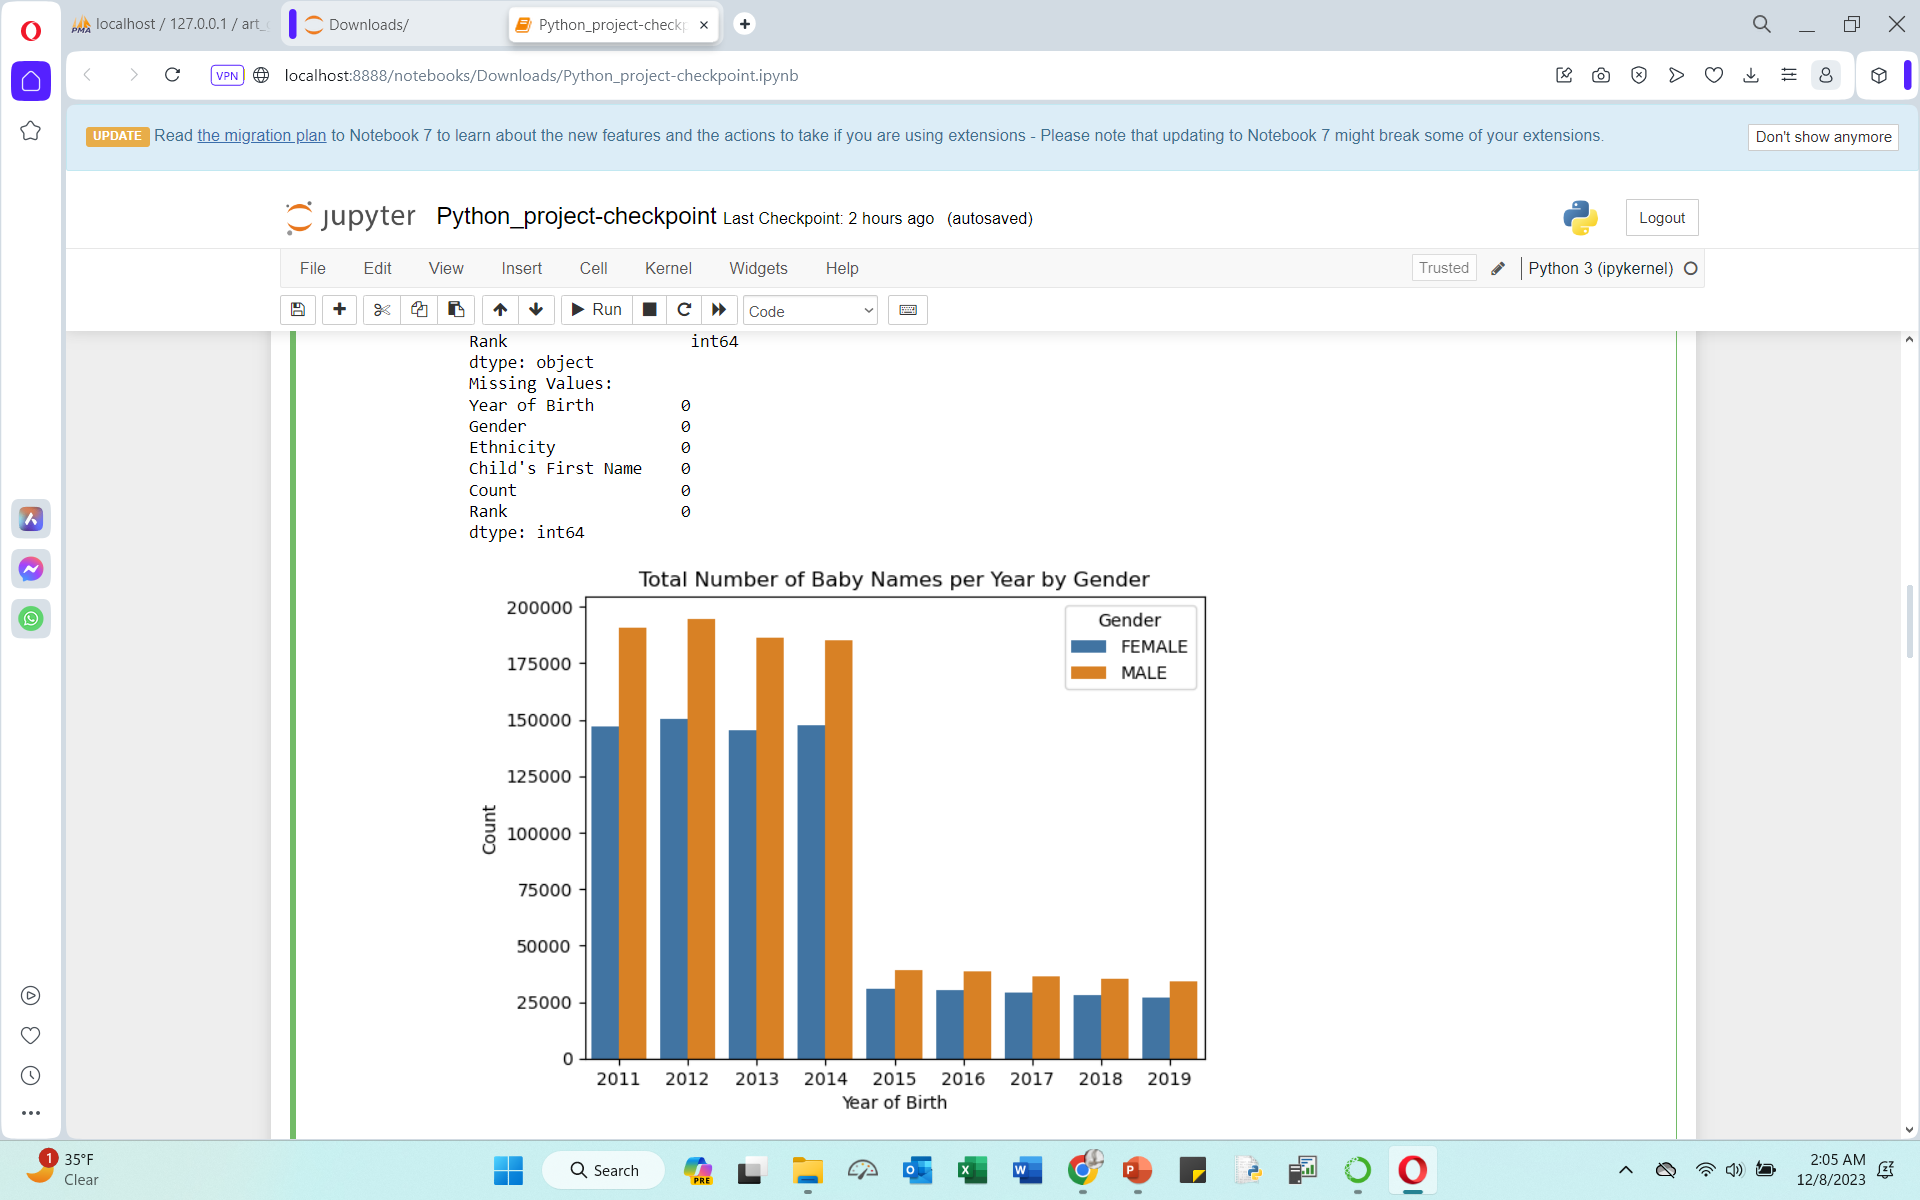 localhost / 127.0.0.1 / art_
Downloads/
Python_project-check
VPN
localhost:8888/notebooks/Downloads/Python_project-checkpoint.ipynb
UPDATE Read the migration plan to Notebook 7 to learn about the new features and the actions to take if you are using extensions - Please note that updating to Notebook 7 might break some of your extensions.
Don't show anymore
jupyter Python_project-checkpoint Last Checkpoint: 2 hours ago (autosaved)
Logout
File Edit View Insert Cell Kernel Widgets Help
Trusted
Python 3 (ipykernel)
Run
Code
Rank int64
dtype: object
Missing Values:
Year of Birth 0
Gender 0
Ethnicity 0
Child's First Name 0
Count 0
Rank 0
dtype: int64
Total Number of Baby Names per Year by Gender
200000
175000
150000
125000
100000
75000
50000
25000
0
Count
Gender
FEMALE
MALE
2011 2012 2013 2014 2015 2016 2017 2018 2019
Year of Birth
1
35°F
Clear
Search
PRE
2:05 AM
12/8/2023